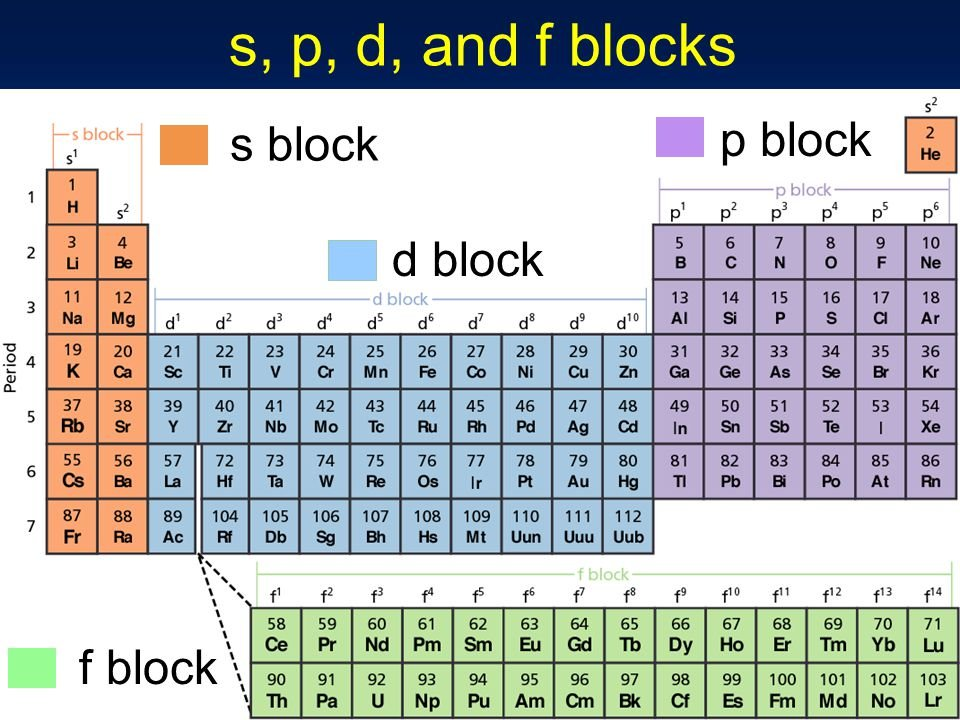 s, p, d, and f blocks
s²
2
He
s block
s block
p block
s¹
1
H
1
p block
s²
p¹ p² p³ p⁴ p⁵ p⁶
2
3 4 5 6 7 8 9 10
Li Be B C N O F Ne
d block
d block
3
11 12 13 14 15 16 17 18
Na Mg Al Si P S Cl Ar
d¹ d² d³ d⁴ d⁵ d⁶ d⁷ d⁸ d⁹ d¹⁰
Period
4
19 20 21 22 23 24 25 26 27 28 29 30 31 32 33 34 35 36
K Ca Sc Ti V Cr Mn Fe Co Ni Cu Zn Ga Ge As Se Br Kr
5
37 38 39 40 41 42 43 44 45 46 47 48 49 50 51 52 53 54
Rb Sr Y Zr Nb Mo Tc Ru Rh Pd Ag Cd In Sn Sb Te I Xe
6
55 56 57 72 73 74 75 76 77 78 79 80 81 82 83 84 85 86
Cs Ba La Hf Ta W Re Os Ir Pt Au Hg Tl Pb Bi Po At Rn
7
87 88 89 104 105 106 107 108 109 110 111 112
Fr Ra Ac Rf Db Sg Bh Hs Mt Uun Uuu Uub
f block
f¹ f² f³ f⁴ f⁵ f⁶ f⁷ f⁸ f⁹ f¹⁰ f¹¹ f¹² f¹³ f¹⁴
58 59 60 61 62 63 64 65 66 67 68 69 70 71
Ce Pr Nd Pm Sm Eu Gd Tb Dy Ho Er Tm Yb Lu
f block
90 91 92 93 94 95 96 97 98 99 100 101 102 103
Th Pa U Np Pu Am Cm Bk Cf Es Fm Md No Lr